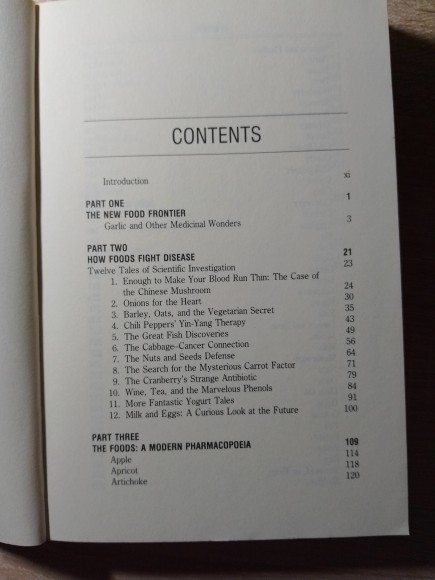 CONTENTS
Introduction xi
PART ONE 1
THE NEW FOOD FRONTIER
Garlic and Other Medicinal Wonders 3
PART TWO
HOW FOODS FIGHT DISEASE 21
Twelve Tales of Scientific Investigation 23
1. Enough to Make Your Blood Run Thin: The Case of
the Chinese Mushroom 24
2. Onions for the Heart 30
3. Barley, Oats, and the Vegetarian Secret 35
4. Chili Peppers' Yin-Yang Therapy 43
5. The Great Fish Discoveries 49
6. The Cabbage-Cancer Connection 56
7. The Nuts and Seeds Defense 64
8. The Search for the Mysterious Carrot Factor 71
9. The Cranberry's Strange Antibiotic 79
10. Wine, Tea, and the Marvelous Phenols 84
11. More Fantastic Yogurt Tales 91
12. Milk and Eggs: A Curious Look at the Future 100
PART THREE
THE FOODS: A MODERN PHARMACOPOEIA 109
Apple 114
Apricot 118
Artichoke 120